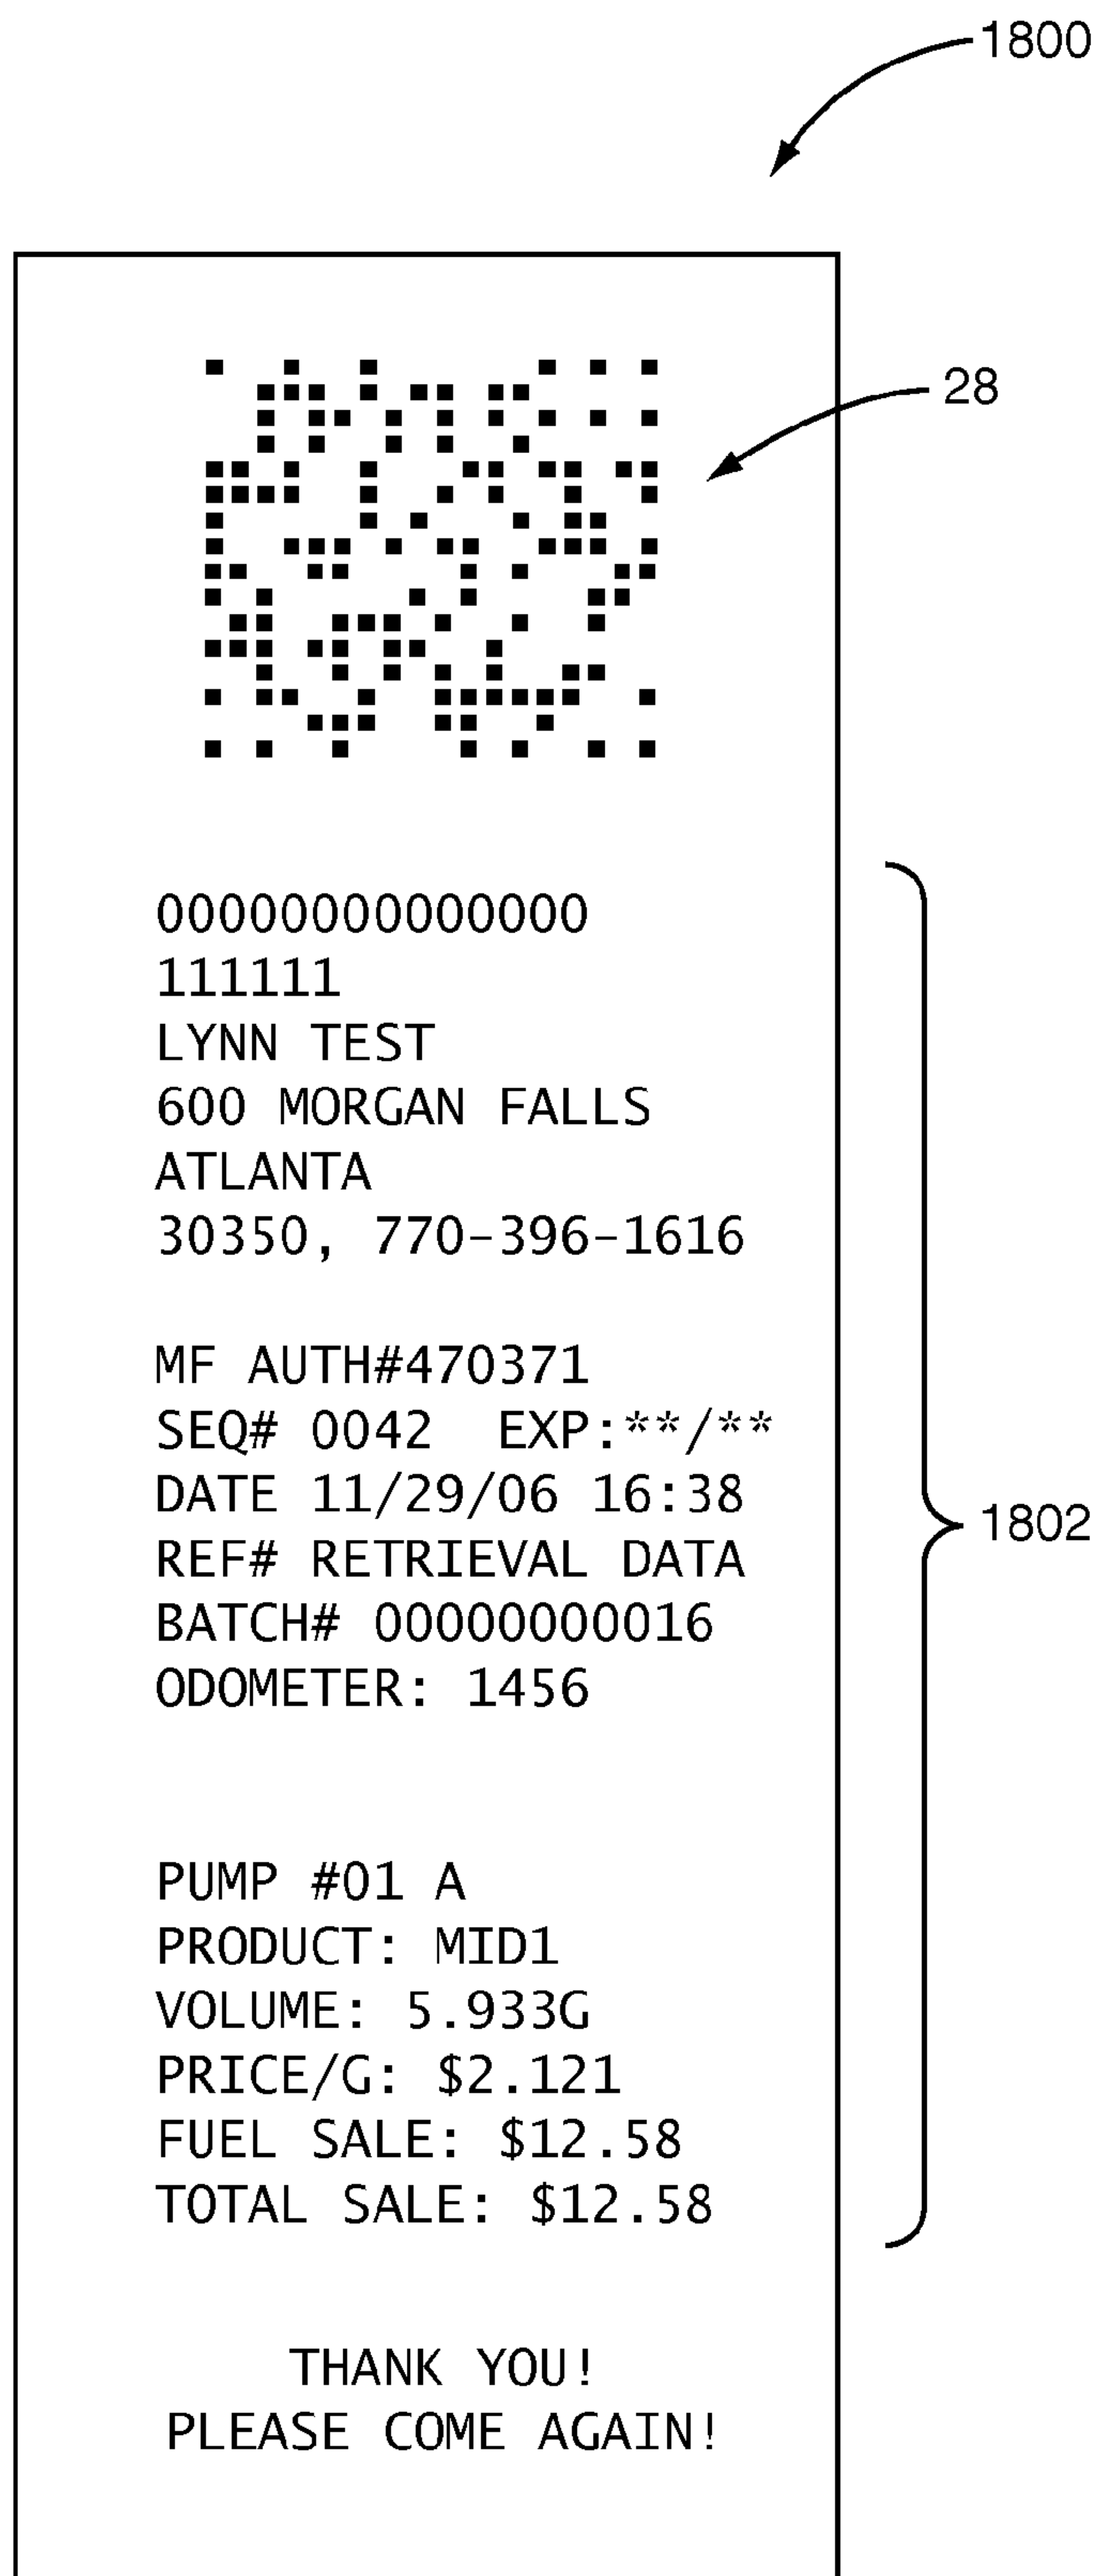 1800
28
00000000000000
111111
LYNN TEST
600 MORGAN FALLS
ATLANTA
30350, 770-396-1616
MF AUTH#470371
SEQ# 0042 EXP:**/**
DATE 11/29/06 16:38
REF# RETRIEVAL DATA
BATCH# 00000000016
ODOMETER: 1456
1802
PUMP #01 A
PRODUCT: MID1
VOLUME: 5.933G
PRICE/G: $2.121
FUEL SALE: $12.58
TOTAL SALE: $12.58
THANK YOU!
PLEASE COME AGAIN!